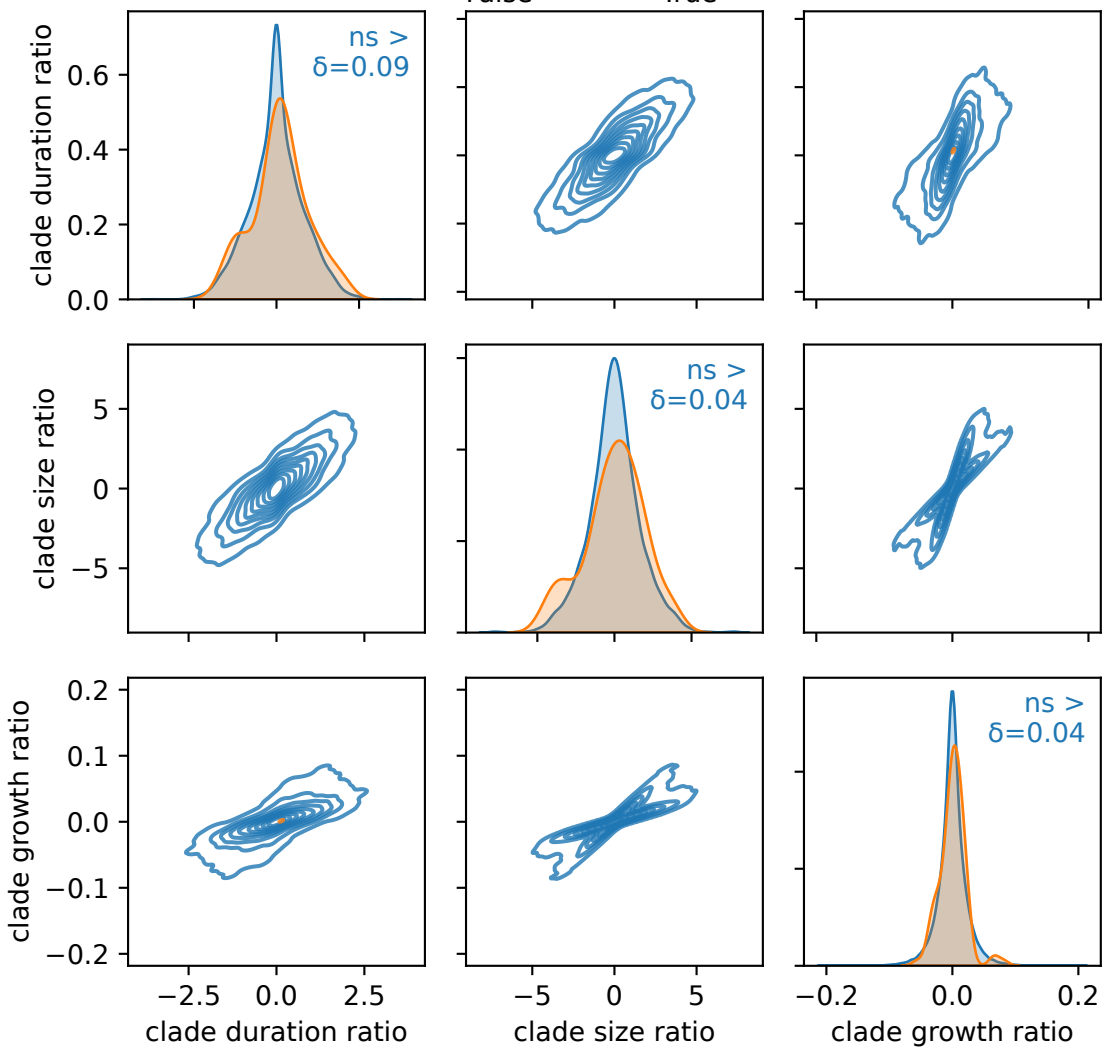 clade duration ratio
0.6
0.4
0.2
0.0
ns >
δ=0.09
clade size ratio
5
0
−5
ns >
δ=0.04
clade growth ratio
0.2
0.1
0.0
−0.1
−0.2
ns >
δ=0.04
−2.5 0.0 2.5
−5 0 5
−0.2 0.0 0.2
clade duration ratio
clade size ratio
clade growth ratio